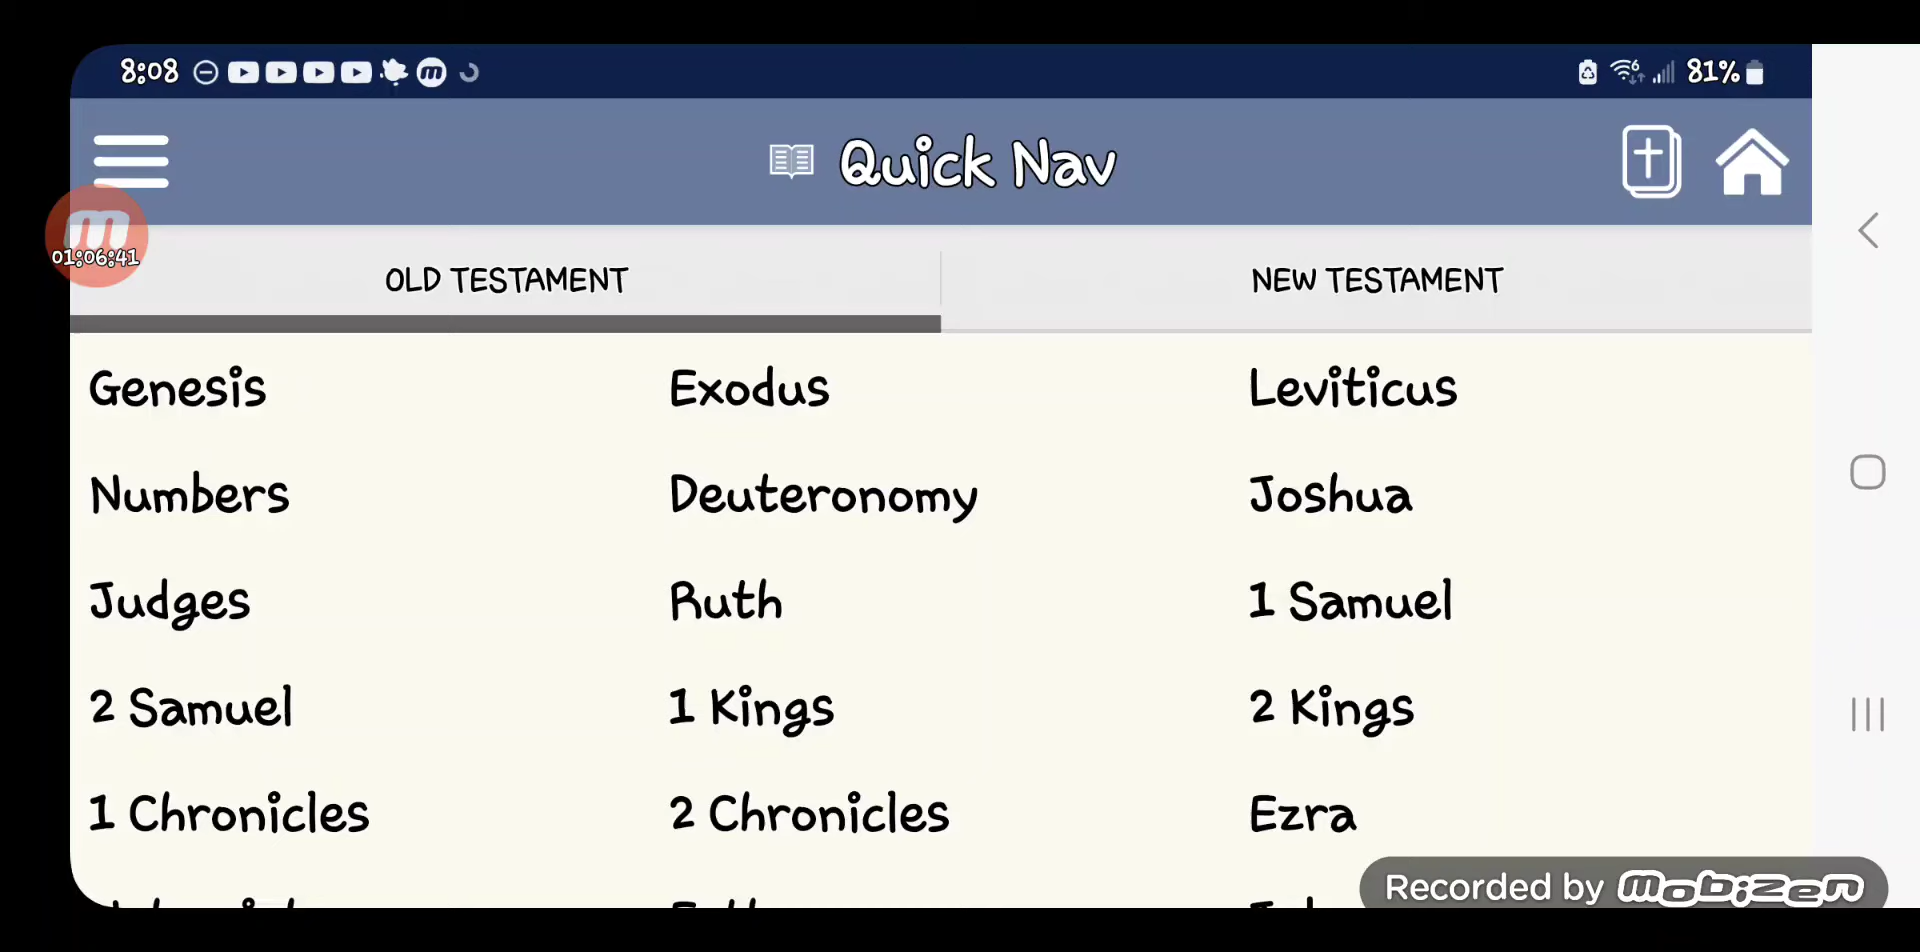 8:08
81%
Quick Nav
01:06:41
OLD TESTAMENT NEW TESTAMENT
Genesis Exodus Leviticus
Numbers Deuteronomy Joshua
Judges Ruth 1 Samuel
2 Samuel 1 Kings 2 Kings
1 Chronicles 2 Chronicles Ezra
Recorded by mobizen